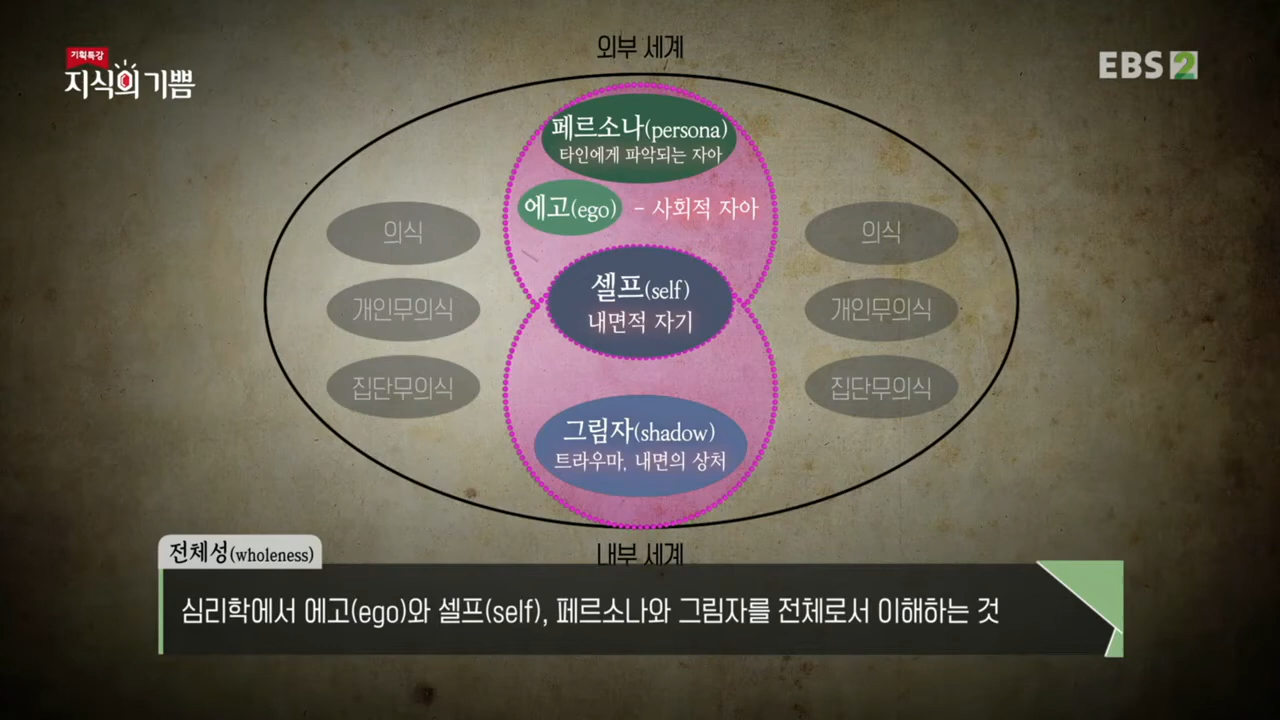 기획특강
지식의 기쁨
EBS 2
외부 세계
페르소나(persona)
타인에게 파악되는 자아
에고(ego) – 사회적 자아
의식
의식
셀프(self)
내면적 자기
개인무의식
개인무의식
집단무의식
집단무의식
그림자(shadow)
트라우마, 내면의 상처
내부 세계
전체성(wholeness)
심리학에서 에고(ego)와 셀프(self), 페르소나와 그림자를 전체로서 이해하는 것